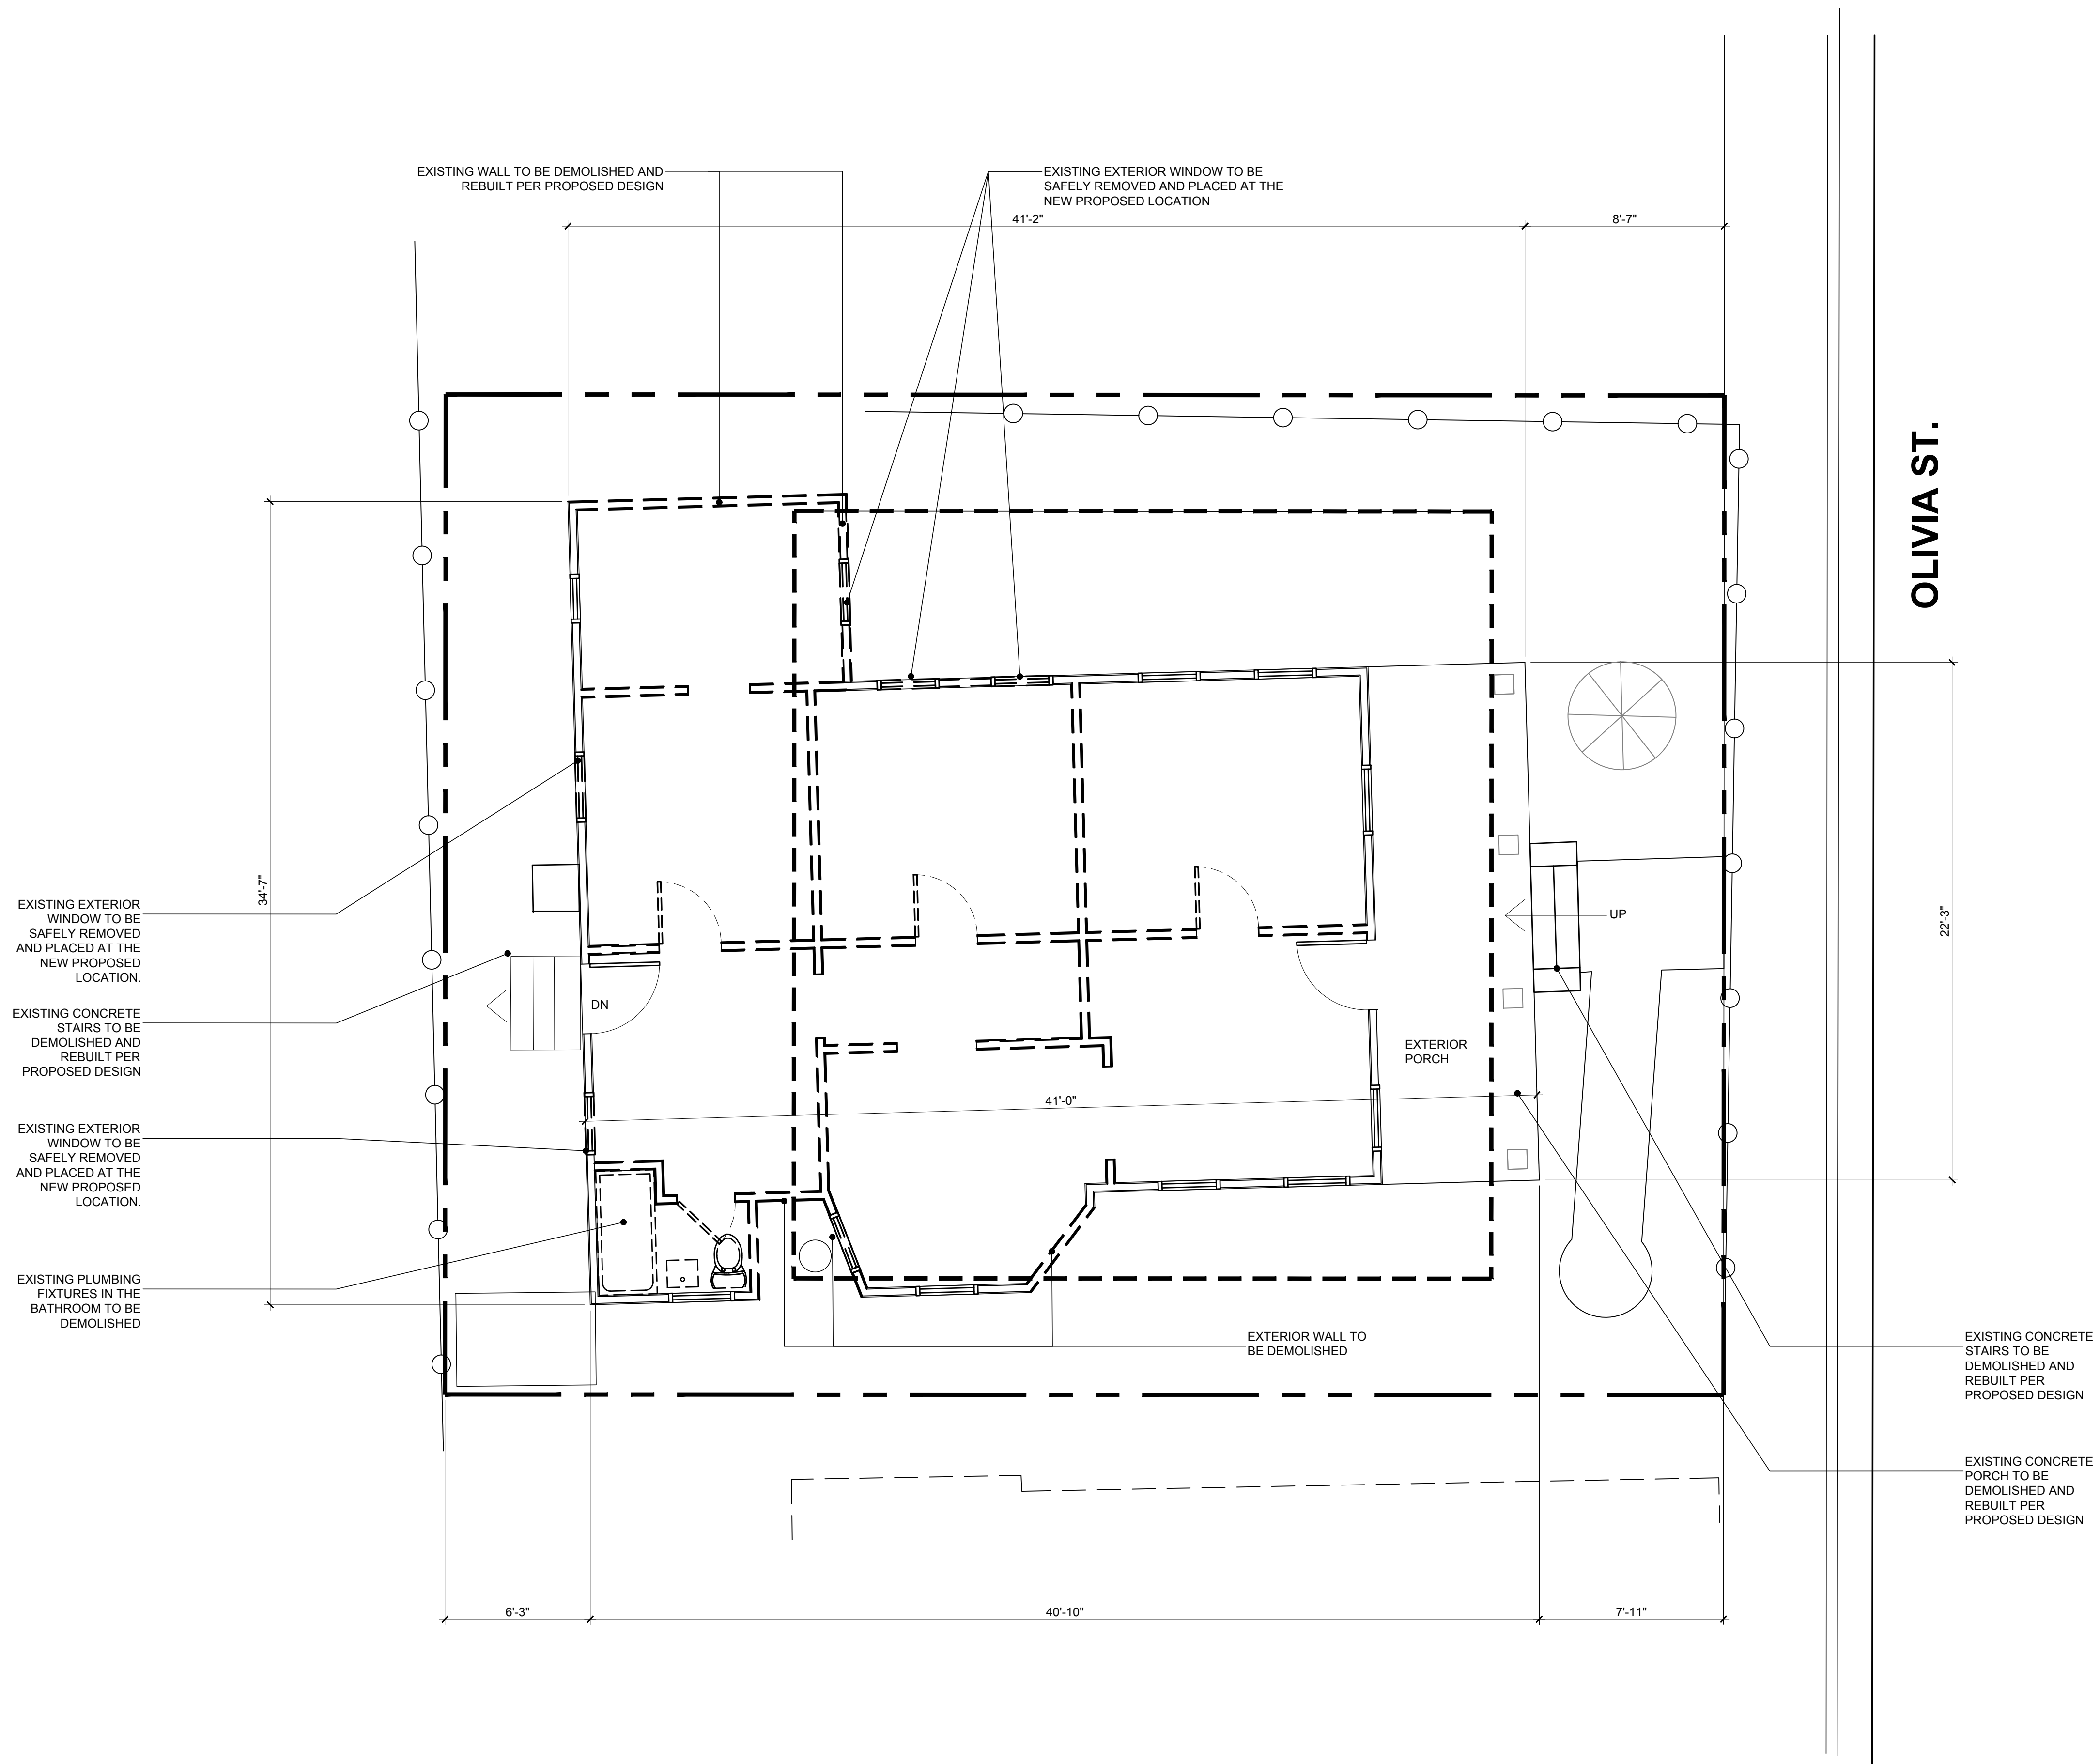 EXISTING WALL TO BE DEMOLISHED AND
REBUILT PER PROPOSED DESIGN
EXISTING EXTERIOR WINDOW TO BE
SAFELY REMOVED AND PLACED AT THE
NEW PROPOSED LOCATION
41'-2"
8'-7"
OLIVIA ST.
34'-7"
22'-3"
EXISTING EXTERIOR
WINDOW TO BE
SAFELY REMOVED
AND PLACED AT THE
NEW PROPOSED
LOCATION.
UP
EXISTING CONCRETE
STAIRS TO BE
DEMOLISHED AND
REBUILT PER
PROPOSED DESIGN
DN
EXTERIOR
PORCH
41'-0"
EXISTING EXTERIOR
WINDOW TO BE
SAFELY REMOVED
AND PLACED AT THE
NEW PROPOSED
LOCATION.
EXISTING PLUMBING
FIXTURES IN THE
BATHROOM TO BE
DEMOLISHED
EXTERIOR WALL TO
BE DEMOLISHED
EXISTING CONCRETE
STAIRS TO BE
DEMOLISHED AND
REBUILT PER
PROPOSED DESIGN
EXISTING CONCRETE
PORCH TO BE
DEMOLISHED AND
REBUILT PER
PROPOSED DESIGN
6'-3"
40'-10"
7'-11"